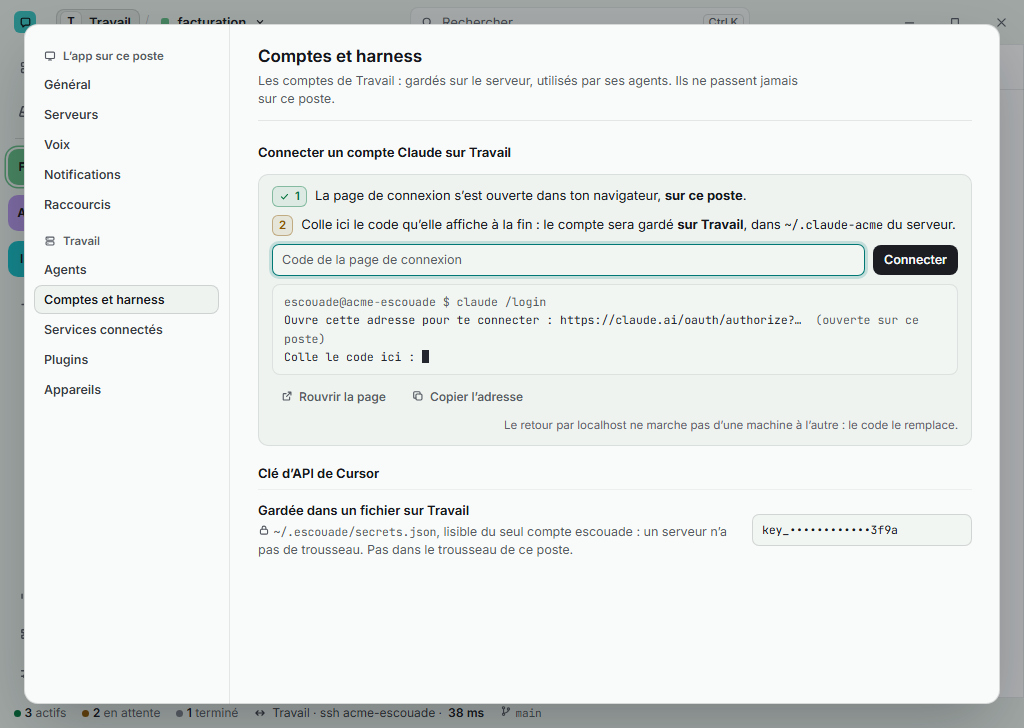 T Travail / facturation
Rechercher Ctrl K
L'app sur ce poste
Général
Serveurs
Voix
Notifications
Raccourcis
Travail
Agents
Comptes et harness
Services connectés
Plugins
Appareils
Comptes et harness
Les comptes de Travail : gardés sur le serveur, utilisés par ses agents. Ils ne passent jamais
sur ce poste.
Connecter un compte Claude sur Travail
✓ 1 La page de connexion s'est ouverte dans ton navigateur, sur ce poste.
2 Colle ici le code qu'elle affiche à la fin : le compte sera gardé sur Travail, dans ~/.claude-acme du serveur.
Code de la page de connexion
Connecter
escouade@acme-escouade $ claude /login
Ouvre cette adresse pour te connecter : https://claude.ai/oauth/authorize?… (ouverte sur ce
poste)
Colle le code ici :
Rouvrir la page
Copier l'adresse
Le retour par localhost ne marche pas d'une machine à l'autre : le code le remplace.
Clé d'API de Cursor
Gardée dans un fichier sur Travail
~/.escouade/secrets.json, lisible du seul compte escouade : un serveur n'a
pas de trousseau. Pas dans le trousseau de ce poste.
key_••••••••••••3f9a
3 actifs 2 en attente 1 terminé Travail · ssh acme-escouade · 38 ms main